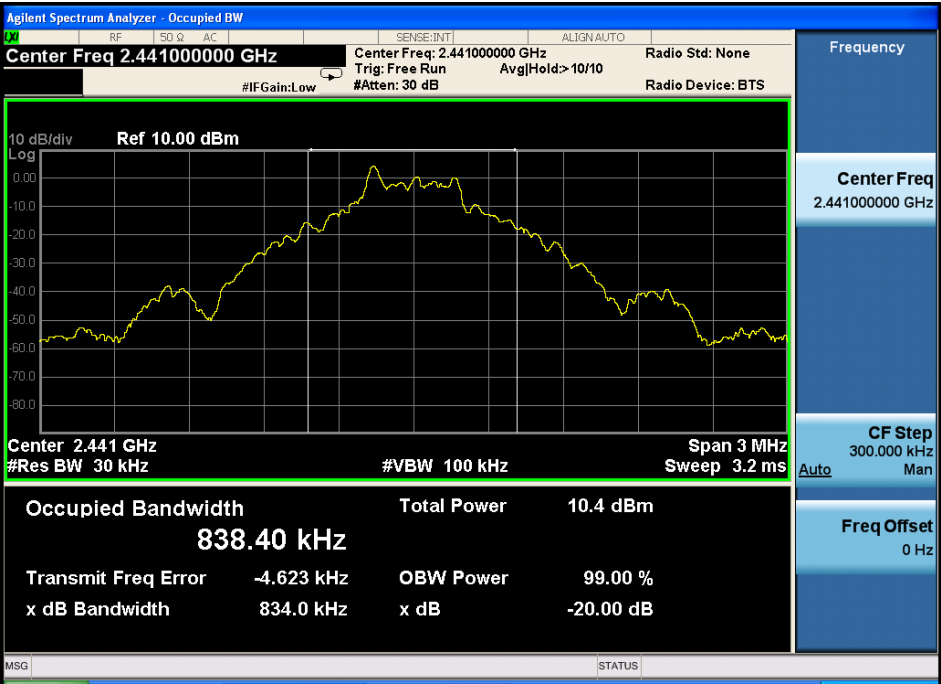 Agilent Spectrum Analyzer - Occupied BW
LXI
RF
50 Ω
AC
SENSE:INT
ALIGN AUTO
Center Freq 2.441000000 GHz
Center Freq: 2.441000000 GHz
Radio Std: None
Trig: Free Run
Avg|Hold:>10/10
#IFGain:Low
#Atten: 30 dB
Radio Device: BTS
10 dB/div
Ref 10.00 dBm
Log
0.00
-10.0
-20.0
-30.0
-40.0
-50.0
-60.0
-80.0
Center 2.441 GHz
Span 3 MHz
#Res BW 30 kHz
#VBW 100 kHz
Sweep 3.2 ms
Occupied Bandwidth
838.40 kHz
Total Power
10.4 dBm
Transmit Freq Error
-4.623 kHz
OBW Power
99.00 %
x dB Bandwidth
834.0 kHz
x dB
-20.00 dB
MSG
STATUS
Frequency
Center Freq
2.441000000 GHz
CF Step
300.000 kHz
Auto
Man
Freq Offset
0 Hz